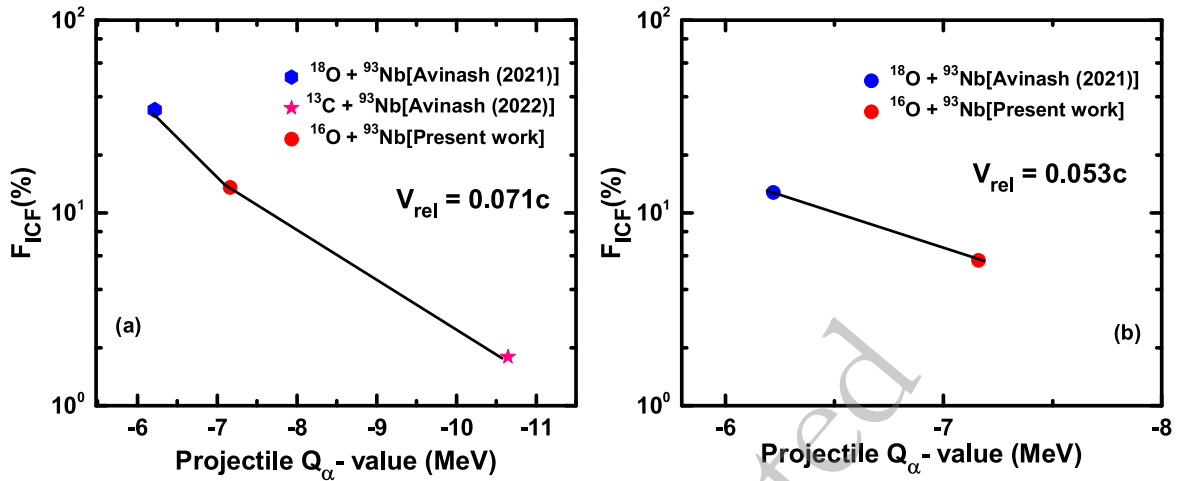 10²
¹⁸O + ⁹³Nb[Avinash (2021)]
¹³C + ⁹³Nb[Avinash (2022)]
¹⁶O + ⁹³Nb[Present work]
V_rel = 0.071c
F_ICF(%)
10¹
(a)
10⁰
-6 -7 -8 -9 -10 -11
Projectile Q_α- value (MeV)
10²
¹⁸O + ⁹³Nb[Avinash (2021)]
¹⁶O + ⁹³Nb[Present work]
V_rel = 0.053c
F_ICF(%)
10¹
(b)
10⁰
-6 -7 -8
Projectile Q_α- value (MeV)
ted